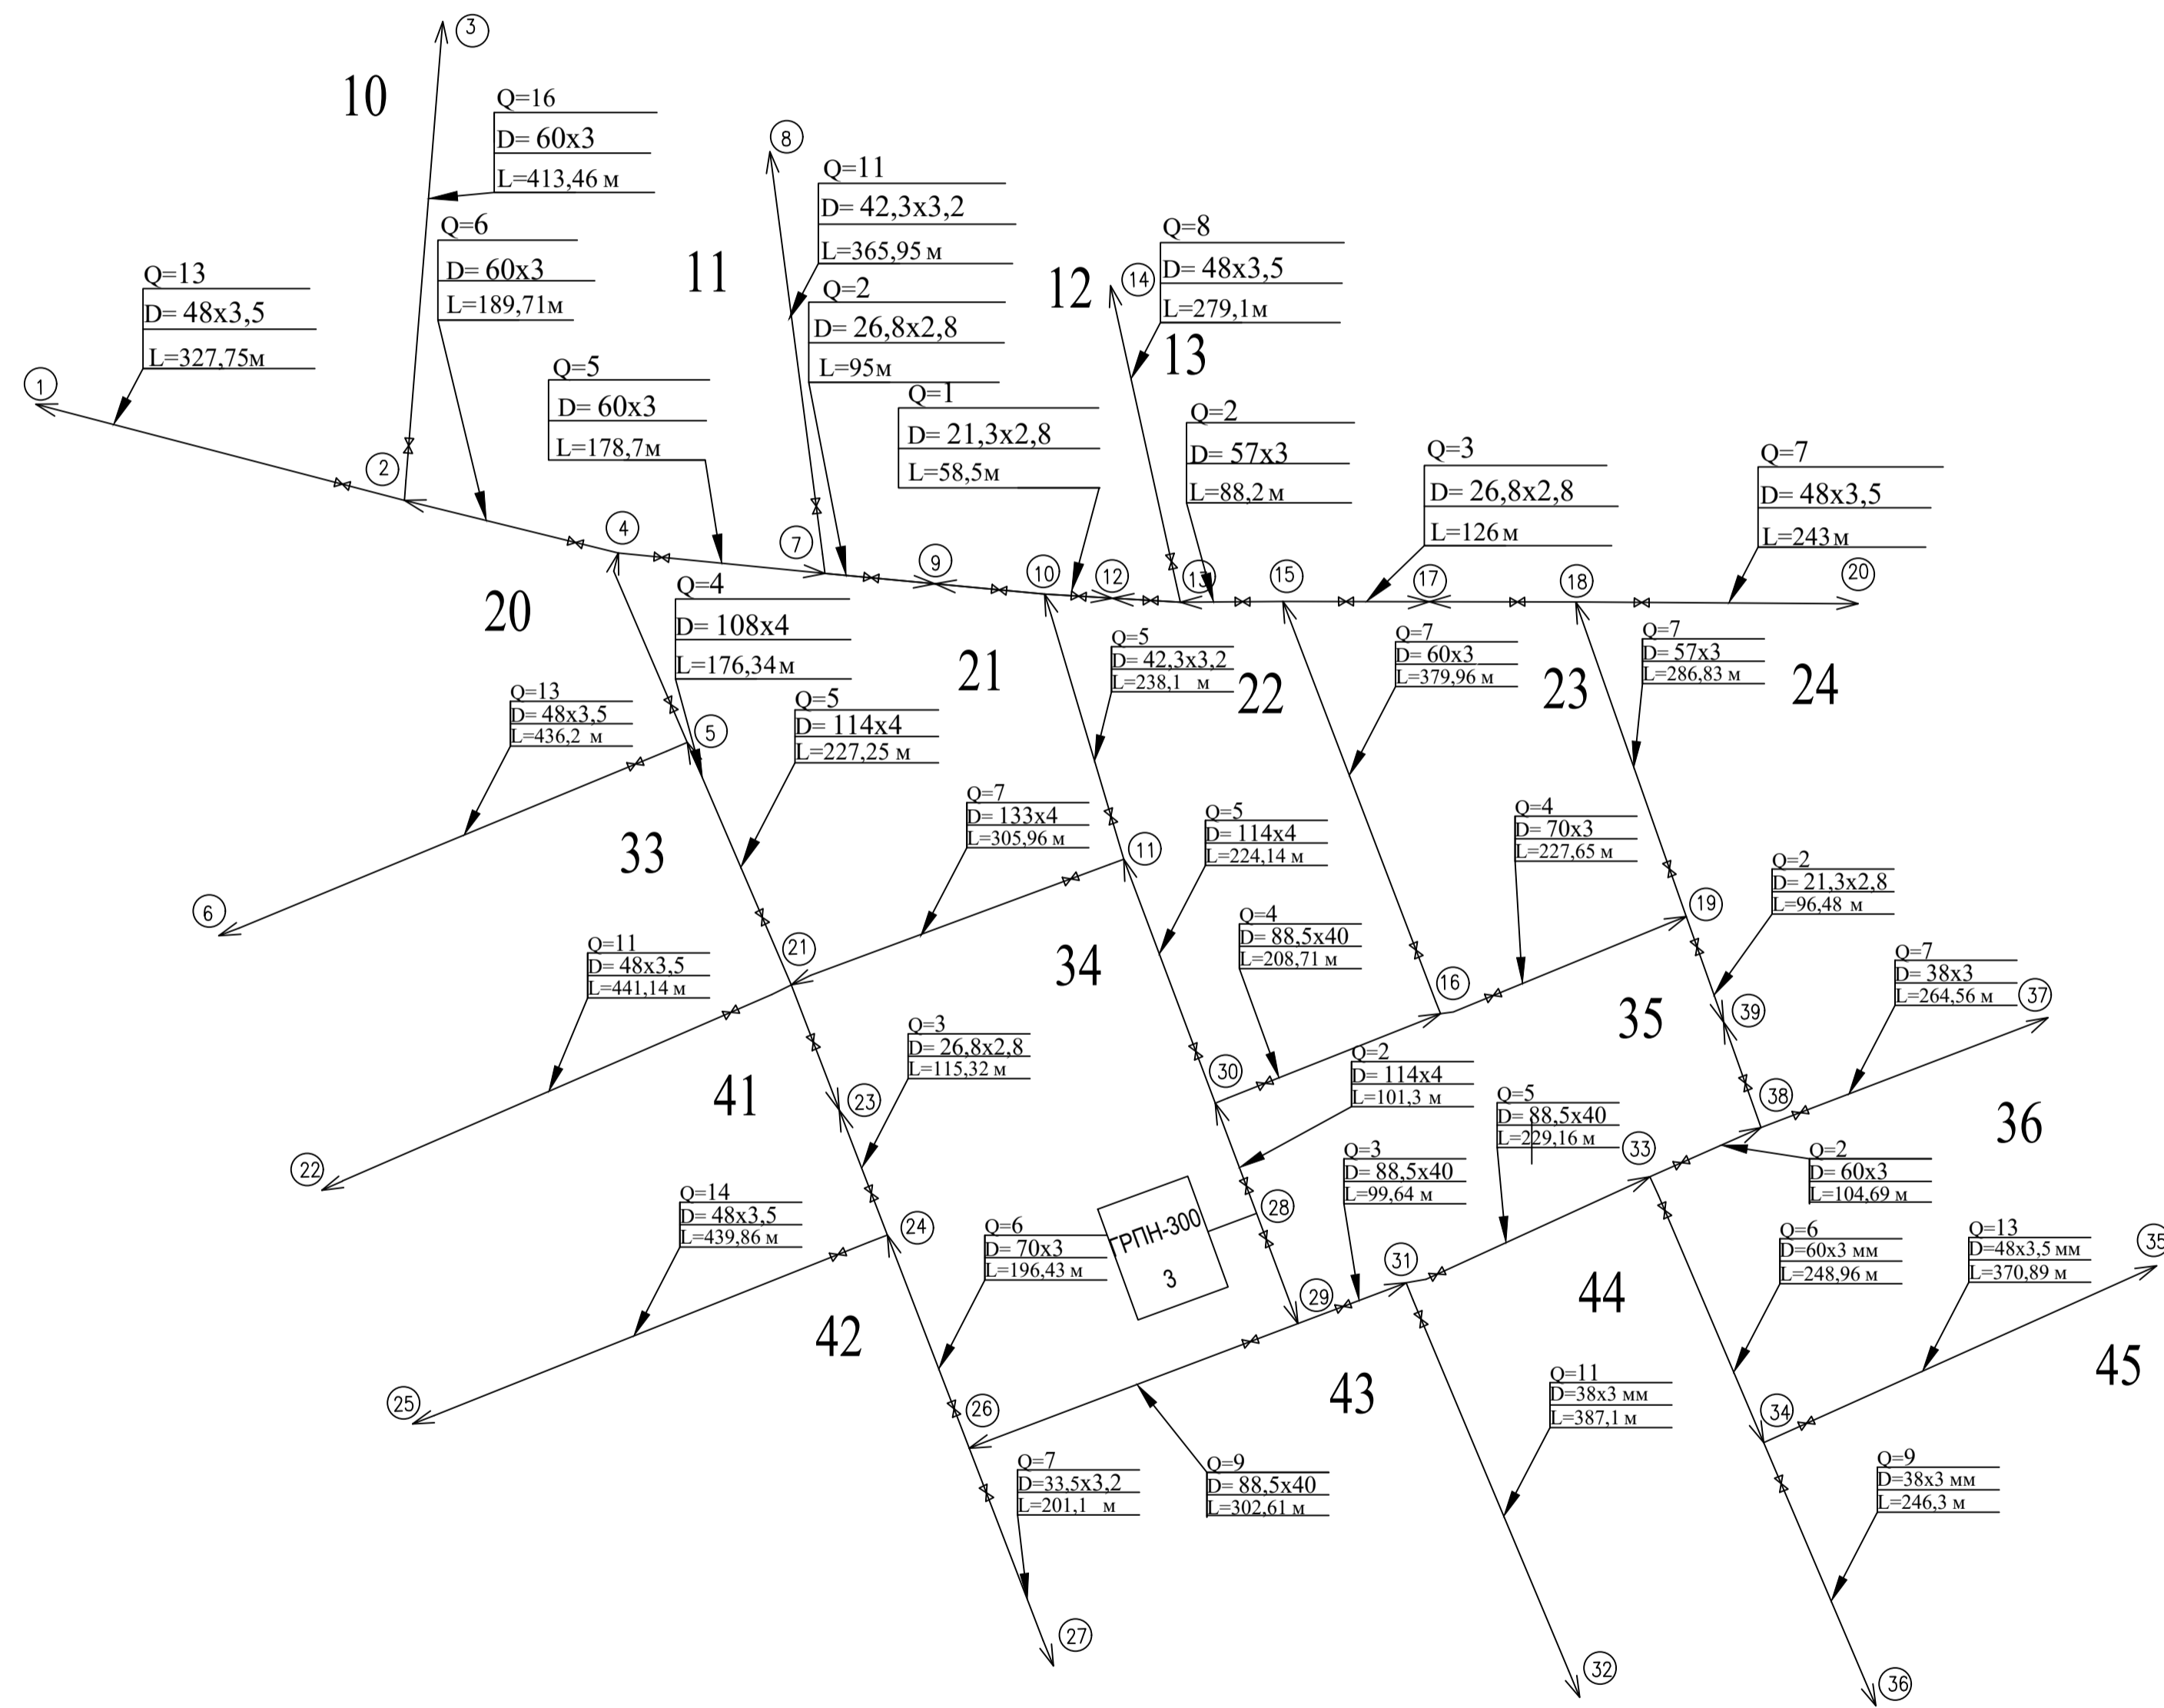 3
10
Q=16
D= 60x3
L=413,46 м
8
Q=11
D= 42,3x3,2
L=365,95 м
Q=6
D= 60x3
L=189,71м
11
Q=8
D= 48x3,5
L=279,1м
14
12
13
Q=13
D= 48x3,5
L=327,75м
Q=2
D= 26,8x2,8
L=95м
1
Q=5
D= 60x3
L=178,7м
Q=1
D= 21,3x2,8
L=58,5м
Q=2
D= 57x3
L=88,2 м
Q=3
D= 26,8x2,8
L=126 м
Q=7
D= 48x3,5
L=243 м
2
4
7
9
10
12
13
15
17
18
20
20
Q=4
D= 108x4
L=176,34 м
21
Q=5
D= 42,3x3,2
L=238,1 м
22
Q=7
D= 60x3
L=379,96 м
23
Q=7
D= 57x3
L=286,83 м
24
Q=13
D= 48x3,5
L=436,2 м
5
Q=5
D= 114x4
L=227,25 м
Q=7
D= 133x4
L=305,96 м
33
11
Q=5
D= 114x4
L=224,14 м
Q=4
D= 70x3
L=227,65 м
Q=2
D= 21,3x2,8
L=96,48 м
6
19
Q=11
D= 48x3,5
L=441,14 м
21
34
Q=4
D= 88,5x40
L=208,71 м
16
35
39
Q=7
D= 38x3
L=264,56 м
37
Q=3
D= 26,8x2,8
L=115,32 м
41
23
30
Q=2
D= 114x4
L=101,3 м
38
36
Q=5
D= 88,5x40
L=229,16 м
33
22
Q=3
D= 88,5x40
L=99,64 м
Q=2
D= 60x3
L=104,69 м
Q=14
D= 48x3,5
L=439,86 м
24
Q=6
D= 70x3
L=196,43 м
ГРПН-300
3
28
Q=6
D=60x3 мм
L=248,96 м
Q=13
D=48x3,5 мм
L=370,89 м
35
42
29
31
44
43
45
25
26
Q=11
D=38x3 мм
L=387,1 м
34
Q=7
D=33,5x3,2
L=201,1 м
Q=9
D= 88,5x40
L=302,61 м
Q=9
D=38x3 мм
L=246,3 м
27
32
36